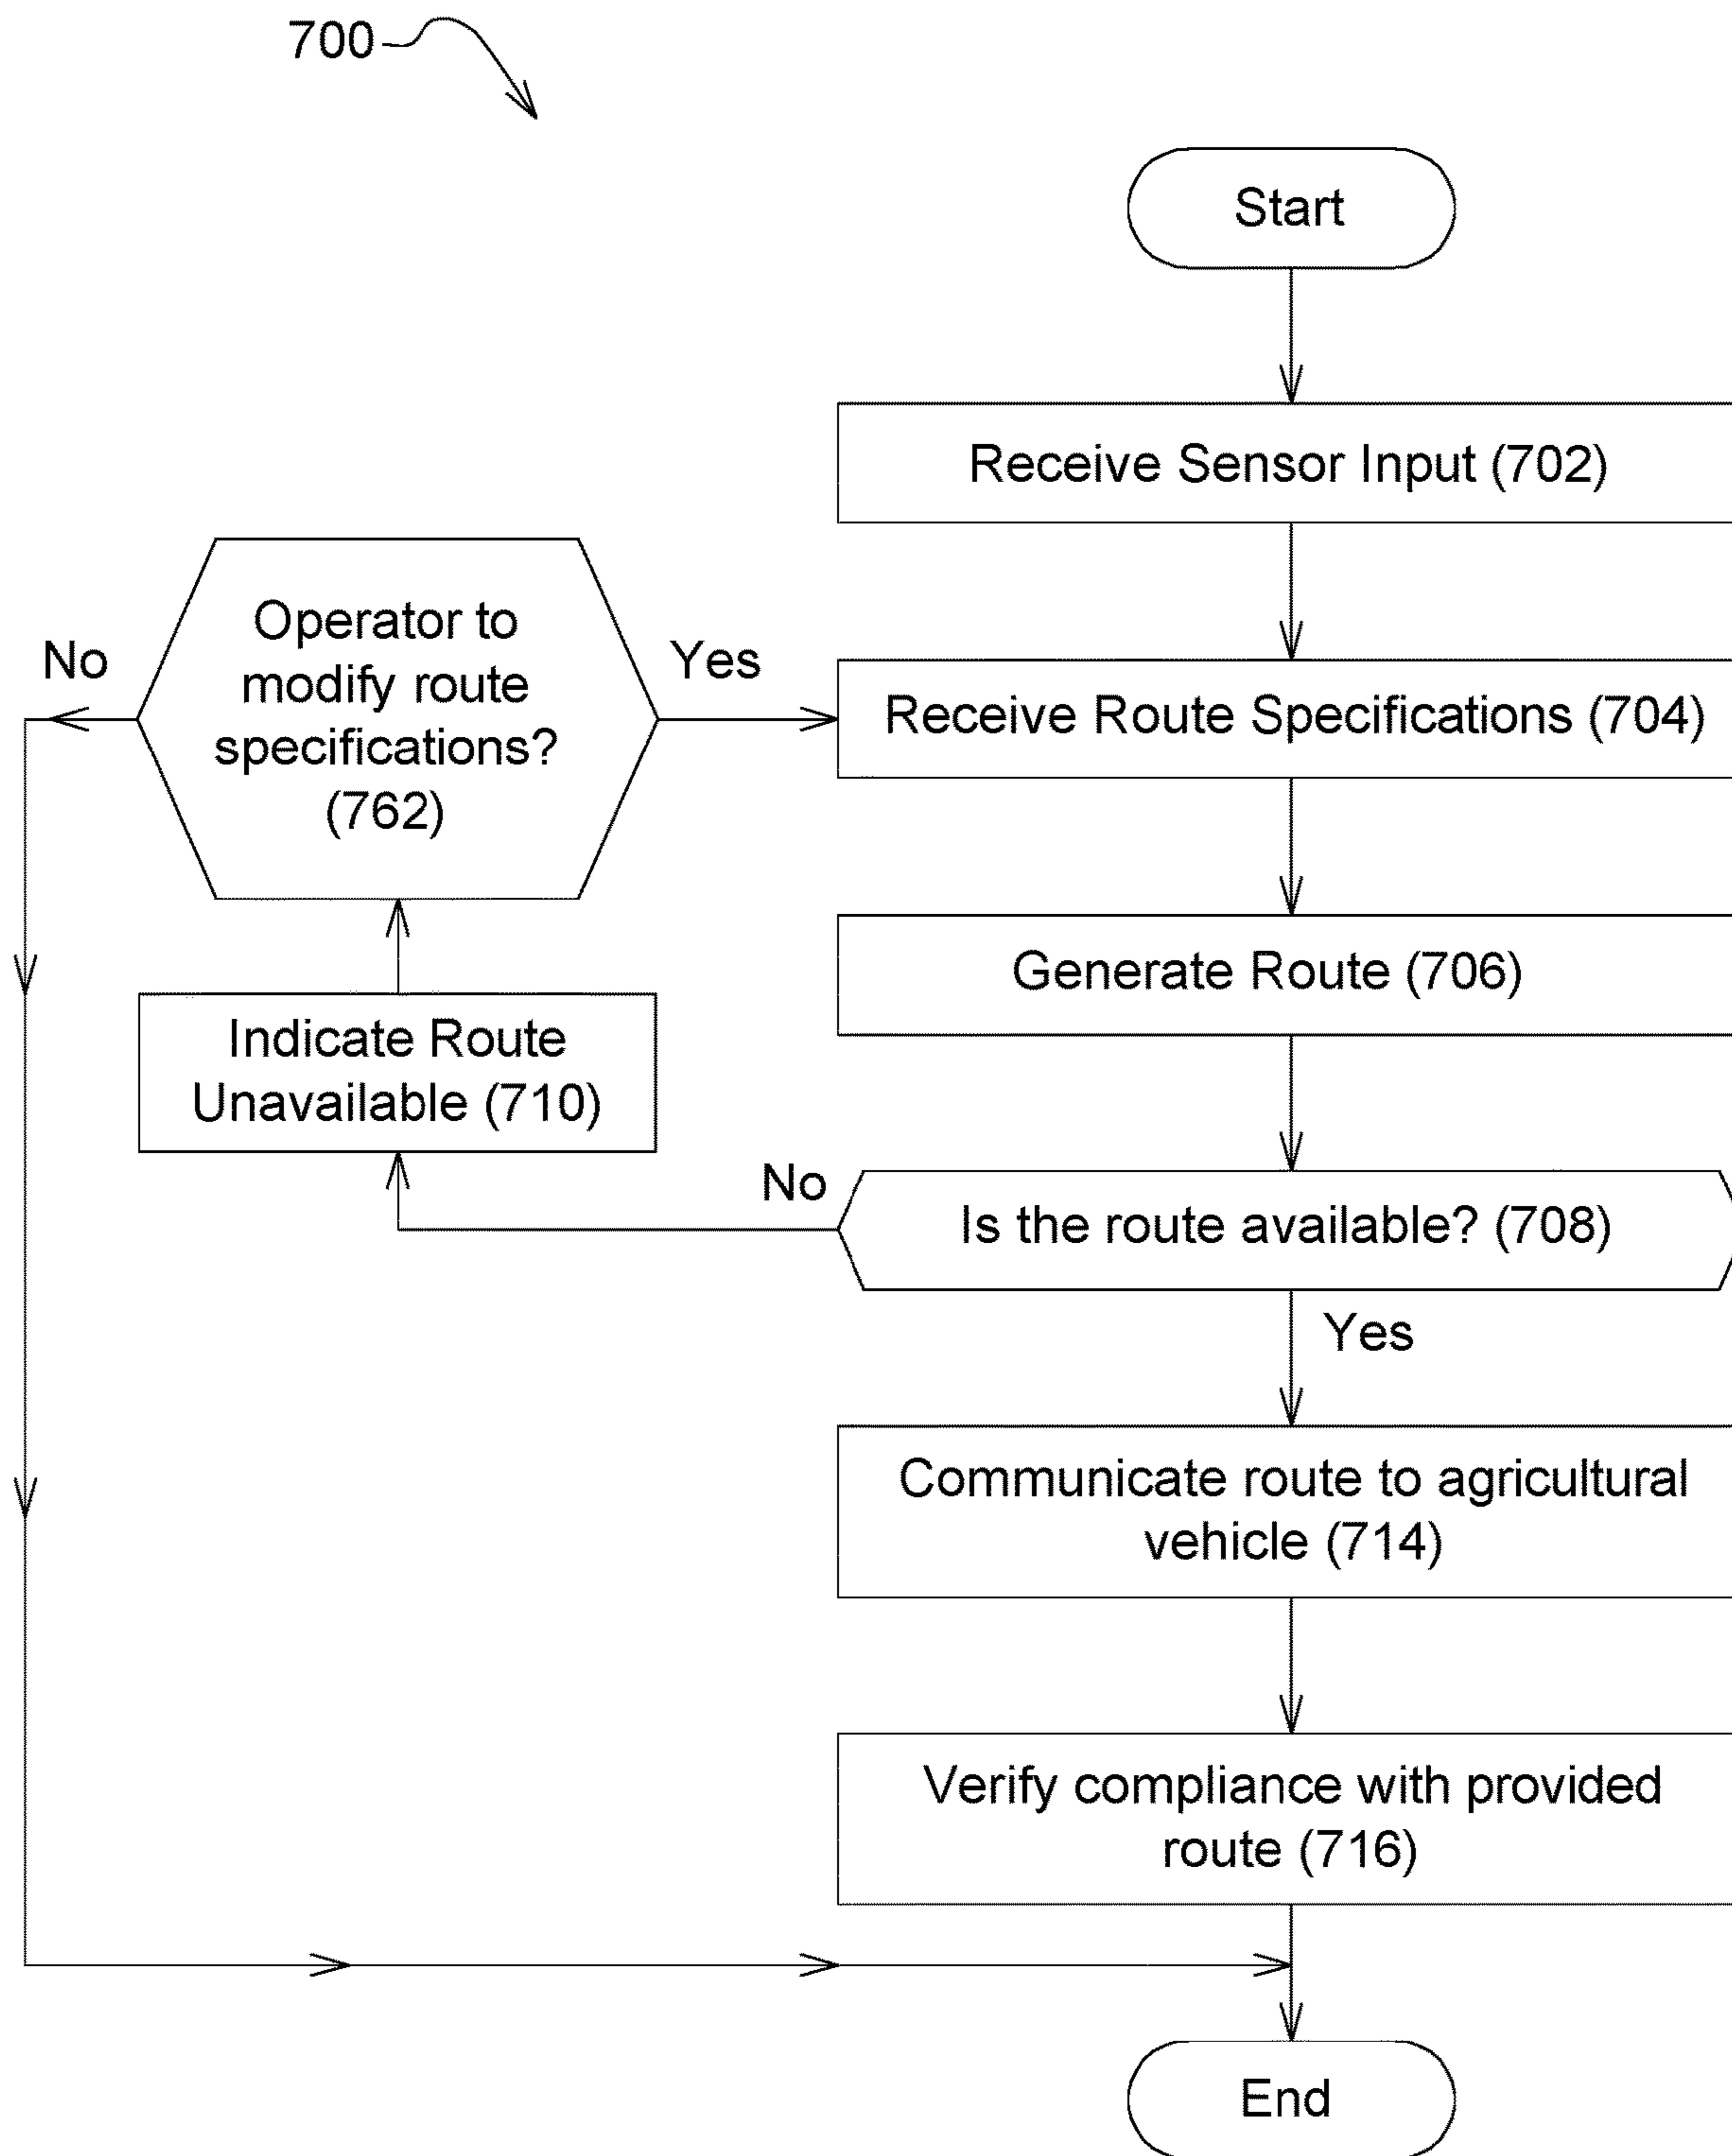 700
Start
Receive Sensor Input (702)
Operator to
modify route
specifications?
(762)
No
Yes
Receive Route Specifications (704)
Generate Route (706)
Indicate Route
Unavailable (710)
No
Is the route available? (708)
Yes
Communicate route to agricultural
vehicle (714)
Verify compliance with provided
route (716)
End